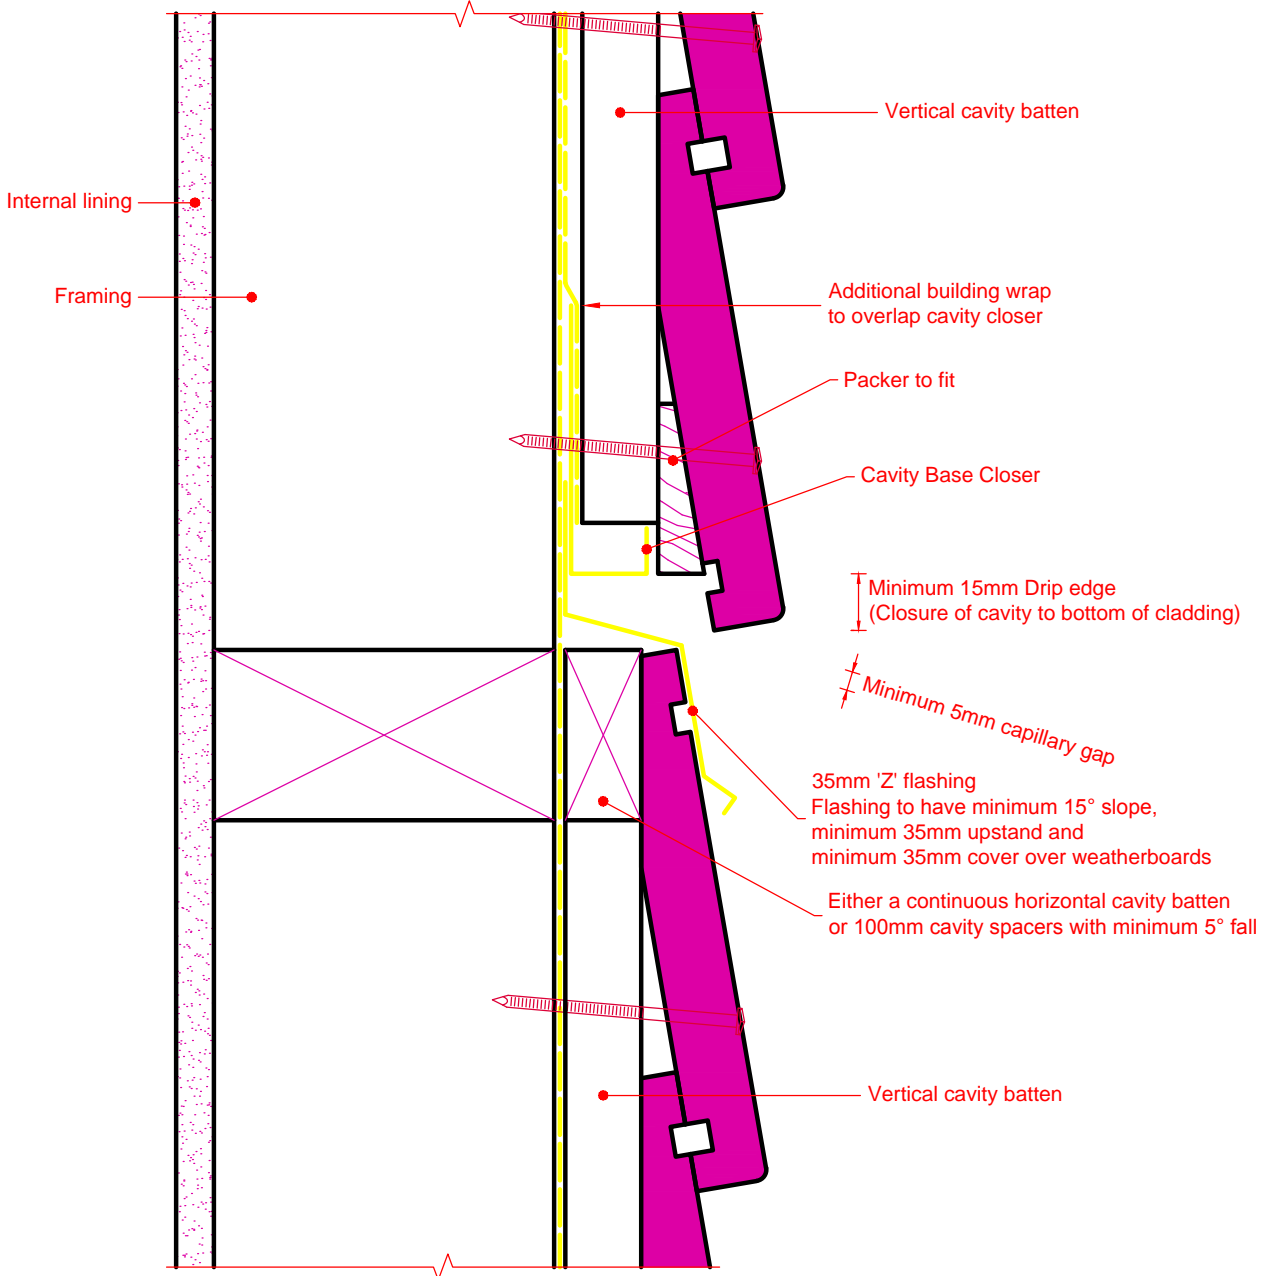 Vertical cavity batten
Internal lining
Framing
Additional building wrap
to overlap cavity closer
Packer to fit
Cavity Base Closer
Minimum 15mm Drip edge
(Closure of cavity to bottom of cladding)
Minimum 5mm capillary gap
35mm 'Z' flashing
Flashing to have minimum 15° slope,
minimum 35mm upstand and
minimum 35mm cover over weatherboards
Either a continuous horizontal cavity batten
or 100mm cavity spacers with minimum 5° fall
Vertical cavity batten